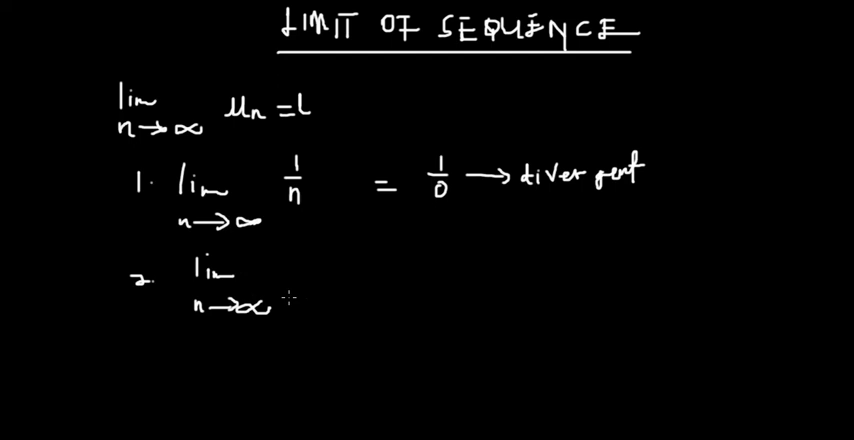 LIMIT OF SEQUENCE
lim n→∞ un = L
1. lim n→∞ 1/n = 1/0 → divergent
2. lim n→∞